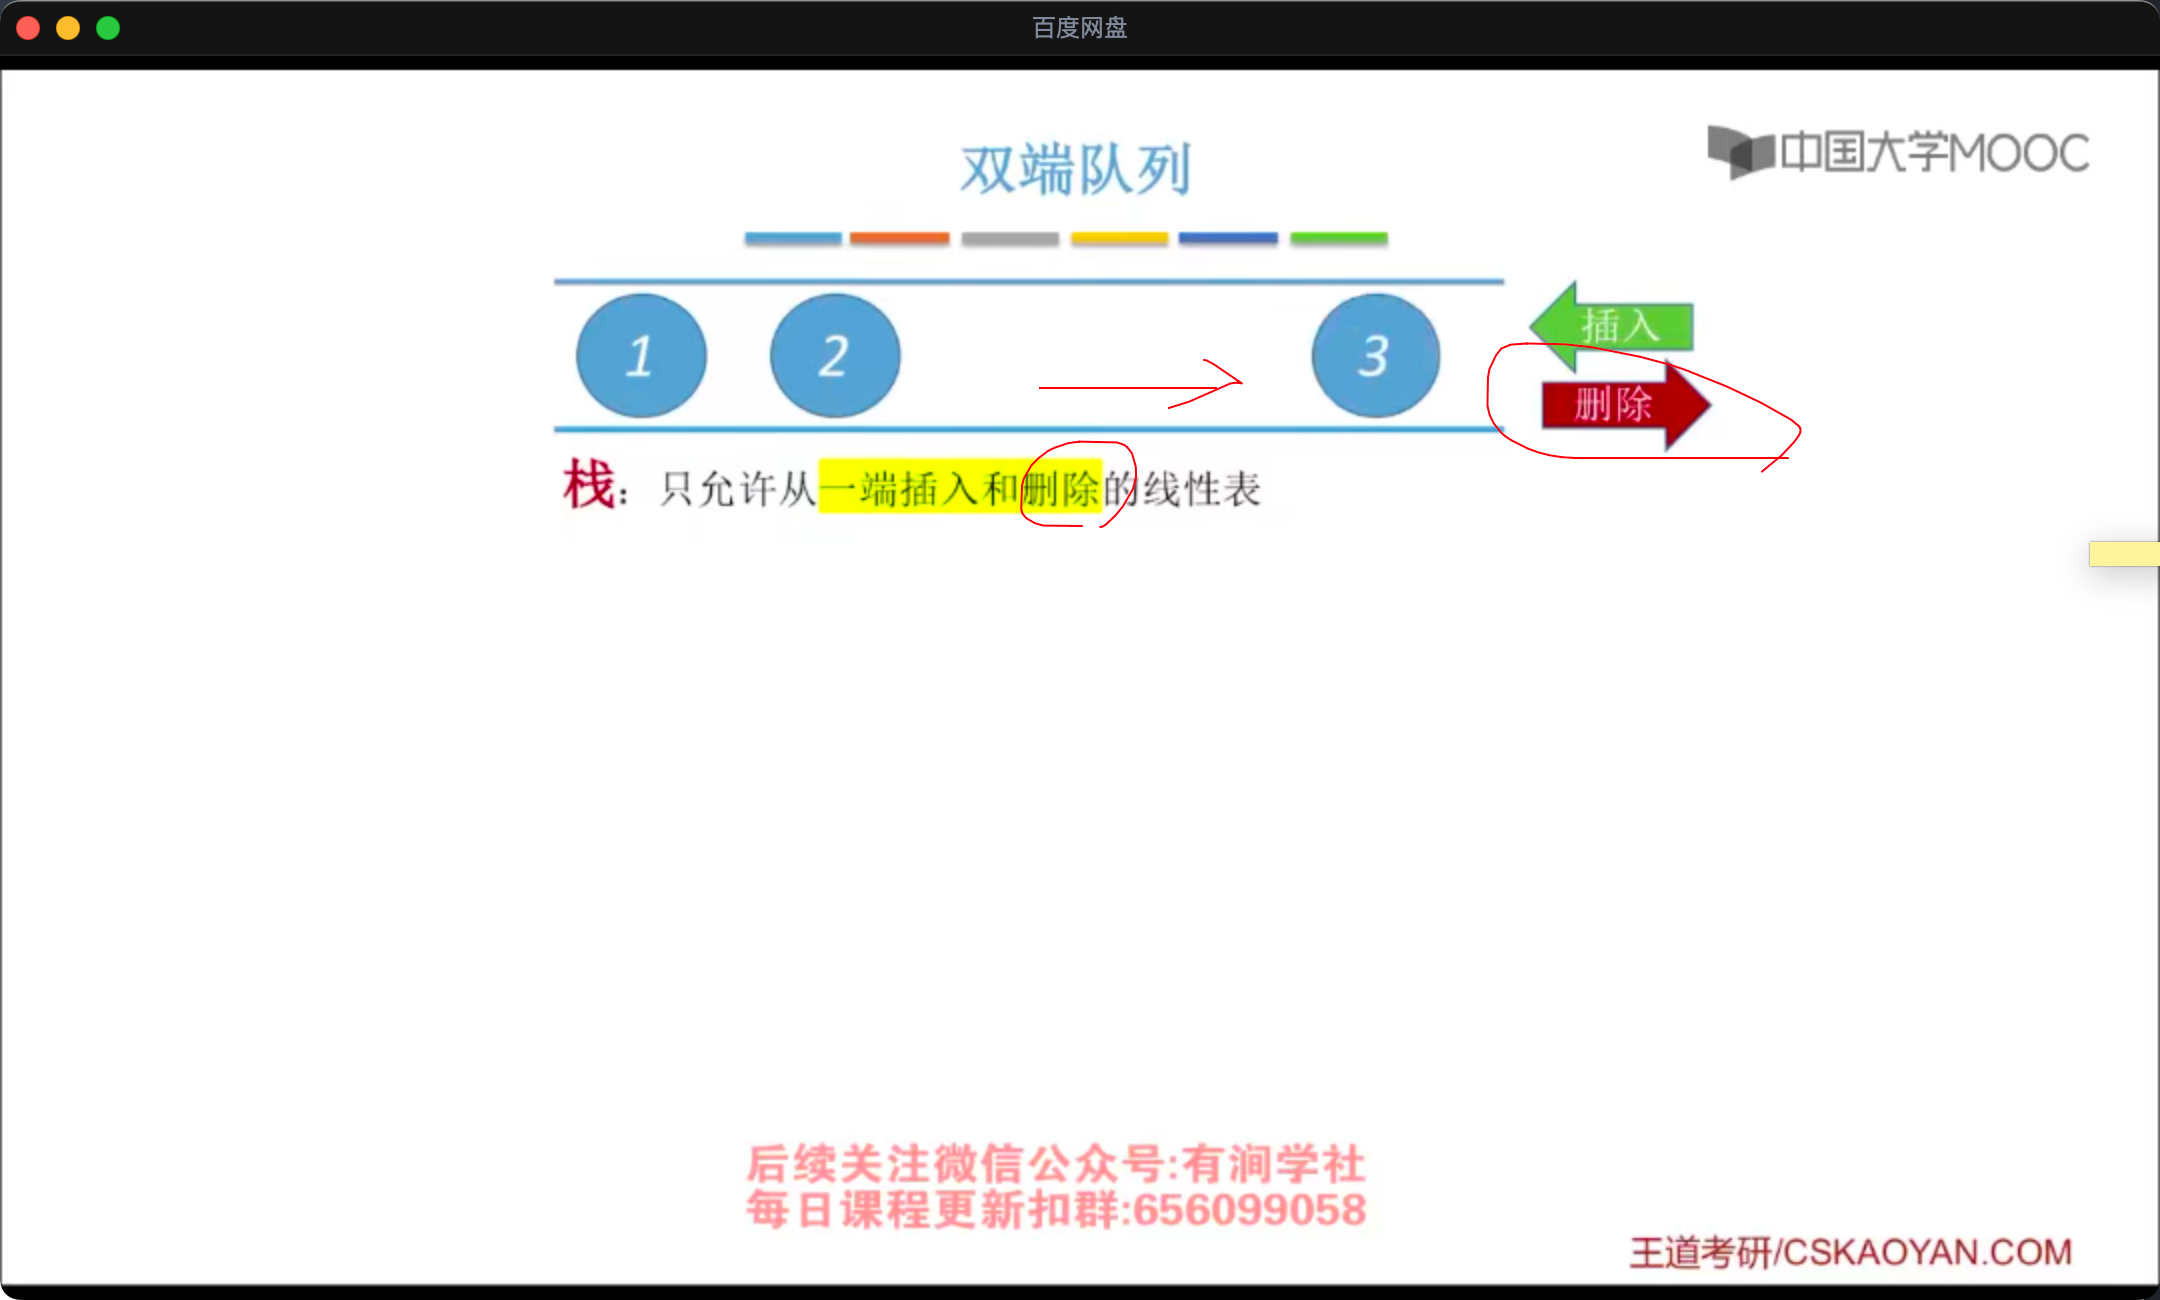 百度网盘
中国大学MOOC
双端队列
1 2 3
插入
删除
栈：只允许从一端插入和删除的线性表
后续关注微信公众号:有涧学社
每日课程更新扣群:656099058
王道考研/CSKAOYAN.COM